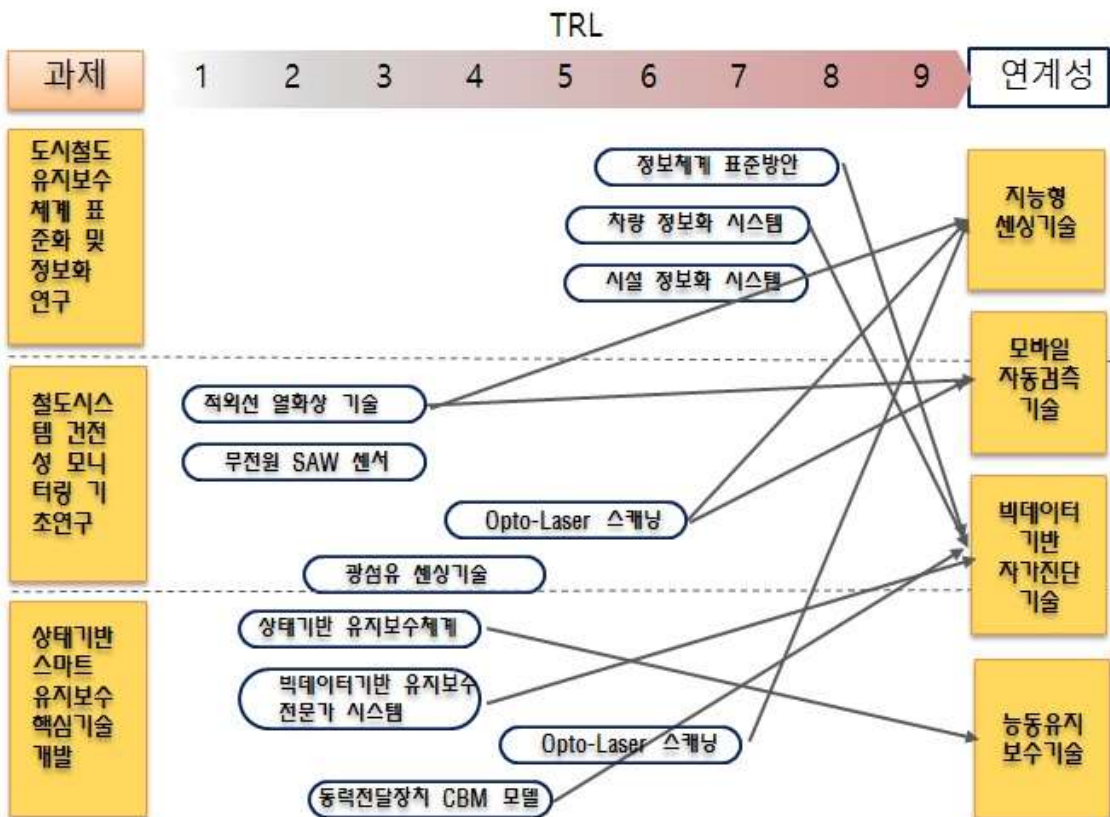 TRL
과제
1 2 3 4 5 6 7 8 9
연계성
도시철도
유지보수
체계 표
준화 및
정보화
연구
정보체계 표준방안
차량 정보화 시스템
시설 정보화 시스템
지능형
센싱기술
모바일
자동검측
기술
철도시스
템 건전
성 모니
터링 기
초연구
적외선 열화상 기술
무전원 SAW 센서
Opto-Laser 스캐닝
광섬유 센싱기술
빅데이터
기반
자가진단
기술
상태기반
스마트
유지보수
핵심기술
개발
상태기반 유지보수체계
빅데이터기반 유지보수
전문가 시스템
Opto-Laser 스캐닝
동력전달장치 CBM 모델
능동유지
보수기술